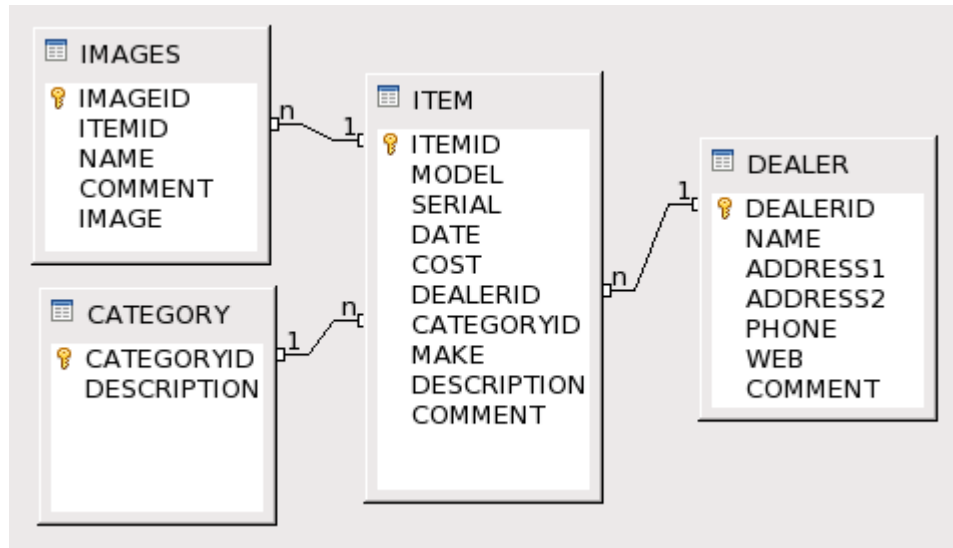 IMAGES
IMAGEID
ITEMID
NAME
COMMENT
IMAGE
n
1
ITEM
ITEMID
MODEL
SERIAL
DATE
COST
DEALERID
CATEGORYID
MAKE
DESCRIPTION
COMMENT
1
n
DEALER
DEALERID
NAME
ADDRESS1
ADDRESS2
PHONE
WEB
COMMENT
CATEGORY
CATEGORYID
DESCRIPTION
1
n